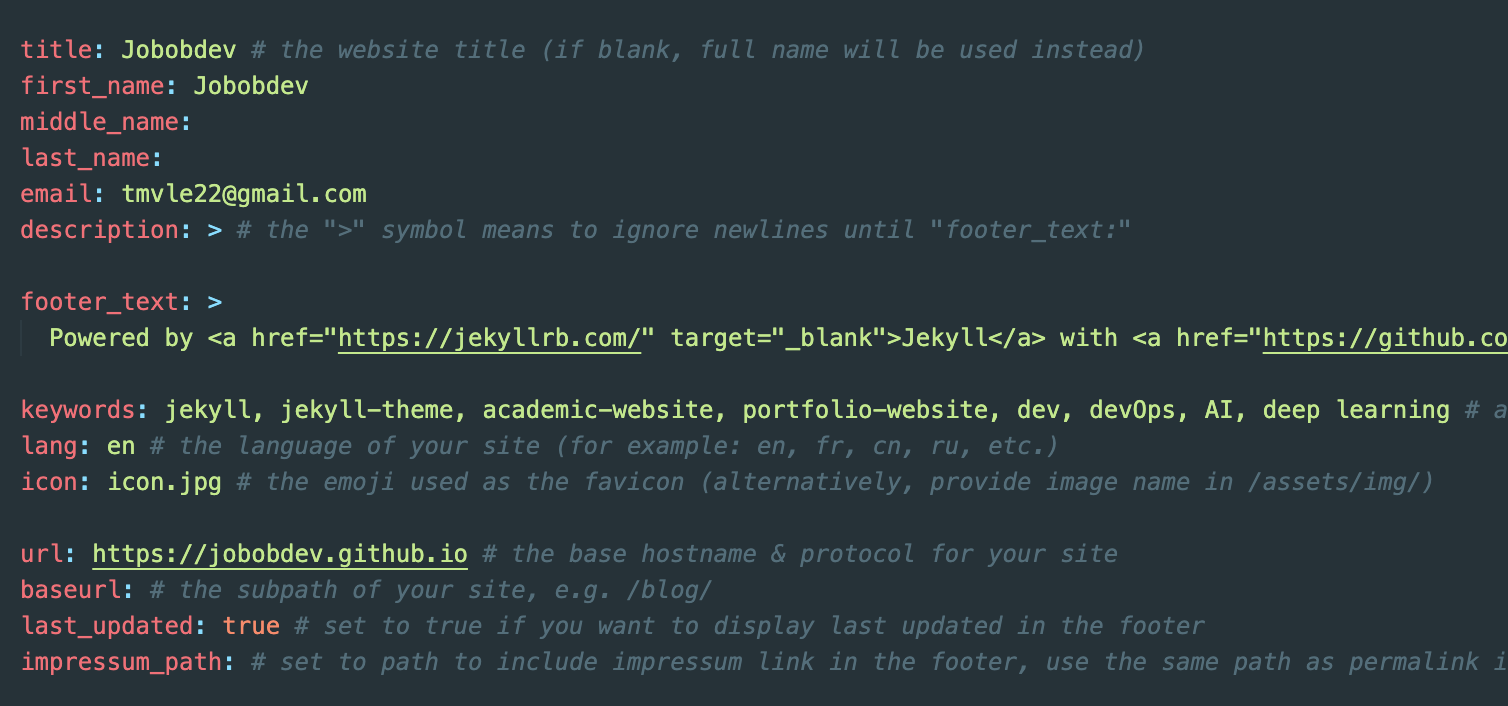 title: Jobobdev # the website title (if blank, full name will be used instead)
first_name: Jobobdev
middle_name:
last_name:
email: tmvle22@gmail.com
description: > # the ">" symbol means to ignore newlines until "footer_text:"
footer_text: >
Powered by <a href="https://jekyllrb.com/" target="_blank">Jekyll</a> with <a href="https://github.co
keywords: jekyll, jekyll-theme, academic-website, portfolio-website, dev, devOps, AI, deep learning # a
lang: en # the language of your site (for example: en, fr, cn, ru, etc.)
icon: icon.jpg # the emoji used as the favicon (alternatively, provide image name in /assets/img/)
url: https://jobobdev.github.io # the base hostname & protocol for your site
baseurl: # the subpath of your site, e.g. /blog/
last_updated: true # set to true if you want to display last updated in the footer
impressum_path: # set to path to include impressum link in the footer, use the same path as permalink i